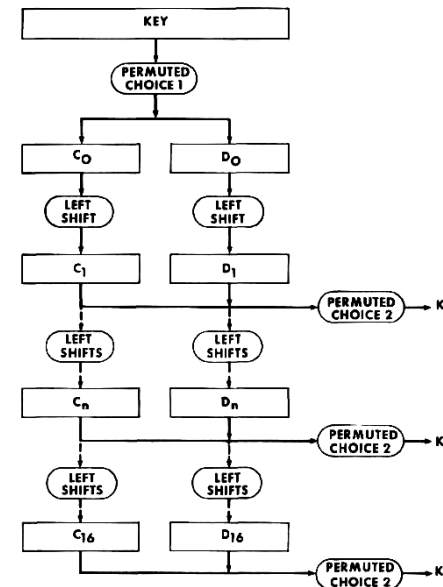 KEY
PERMUTED
CHOICE 1
C0 D0
LEFT
SHIFT
LEFT
SHIFT
C1 D1
PERMUTED
CHOICE 2
K
LEFT
SHIFTS
LEFT
SHIFTS
Cn Dn
PERMUTED
CHOICE 2
K
LEFT
SHIFTS
LEFT
SHIFTS
C16 D16
PERMUTED
CHOICE 2
K